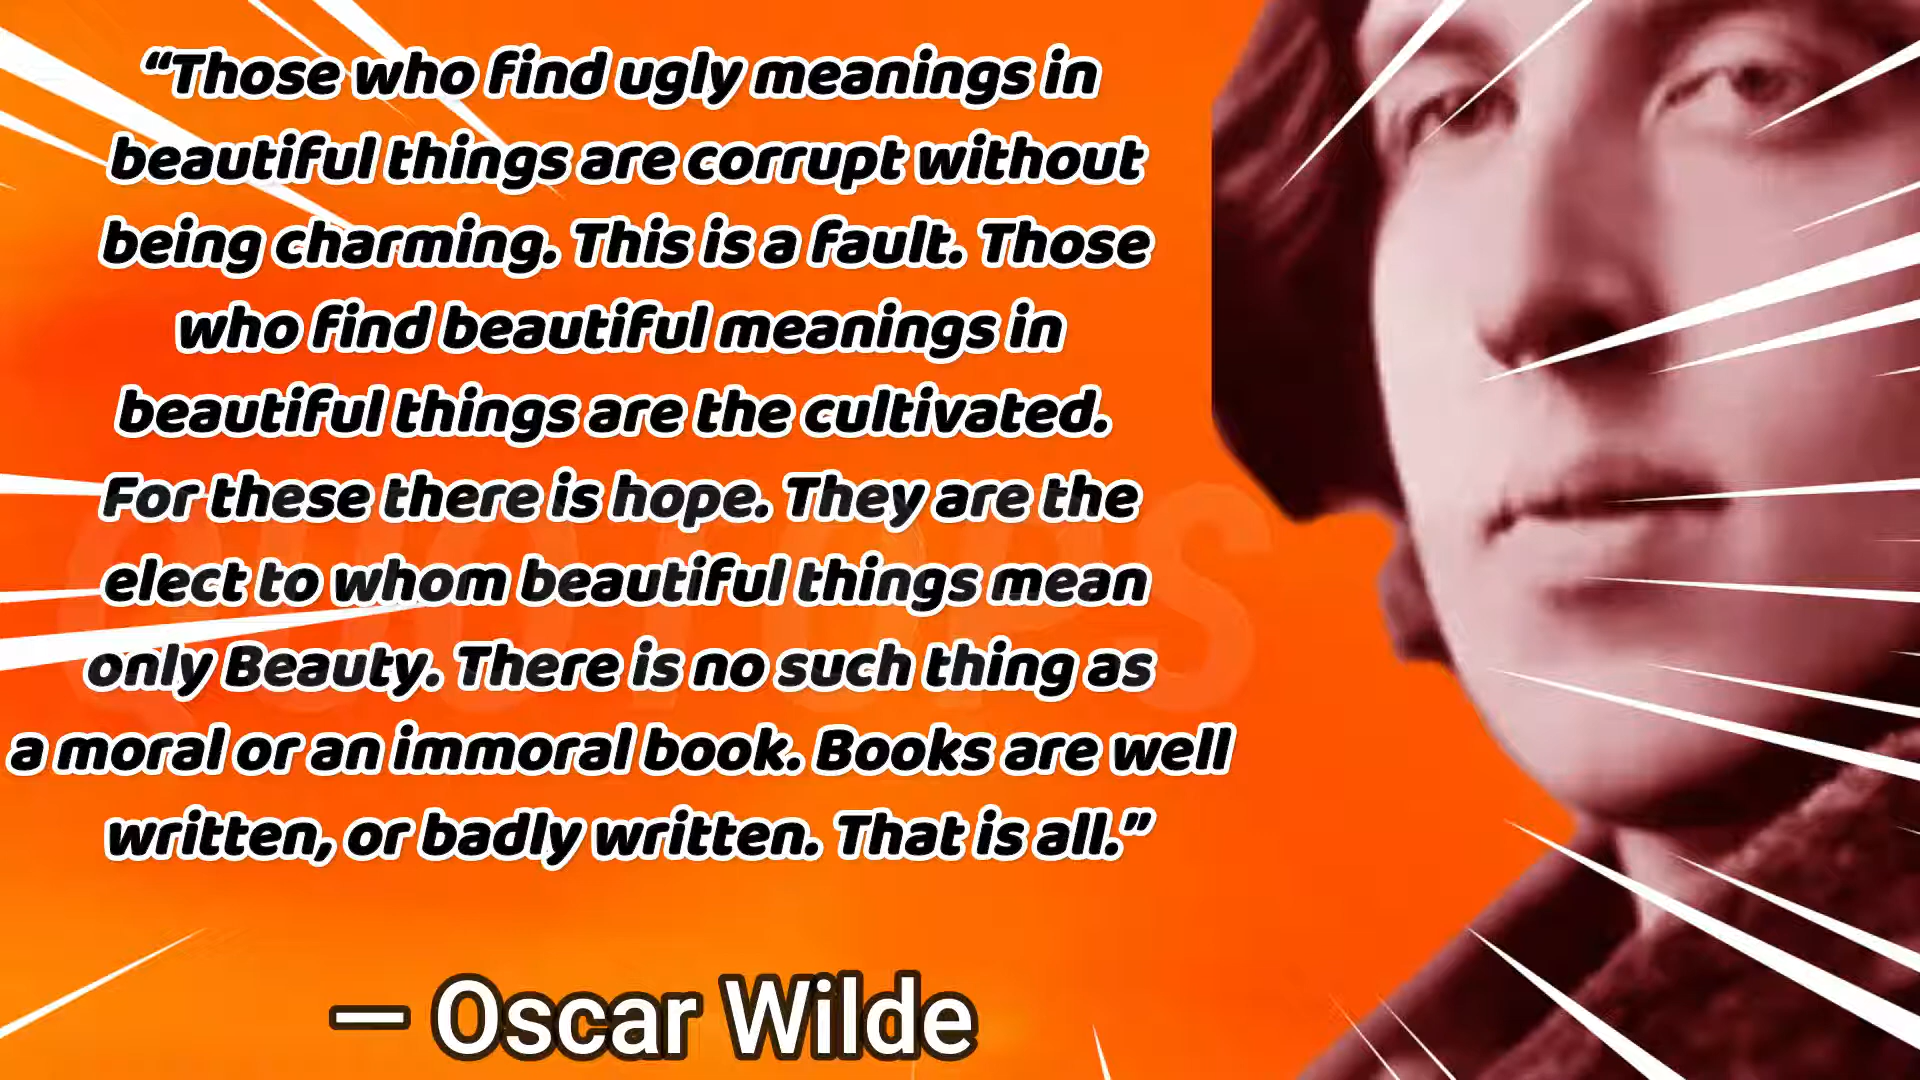 “Those who find ugly meanings in
beautiful things are corrupt without
being charming. This is a fault. Those
who find beautiful meanings in
beautiful things are the cultivated.
For these there is hope. They are the
elect to whom beautiful things mean
only Beauty. There is no such thing as
a moral or an immoral book. Books are well
written, or badly written. That is all.”
— Oscar Wilde
QUOTOPS